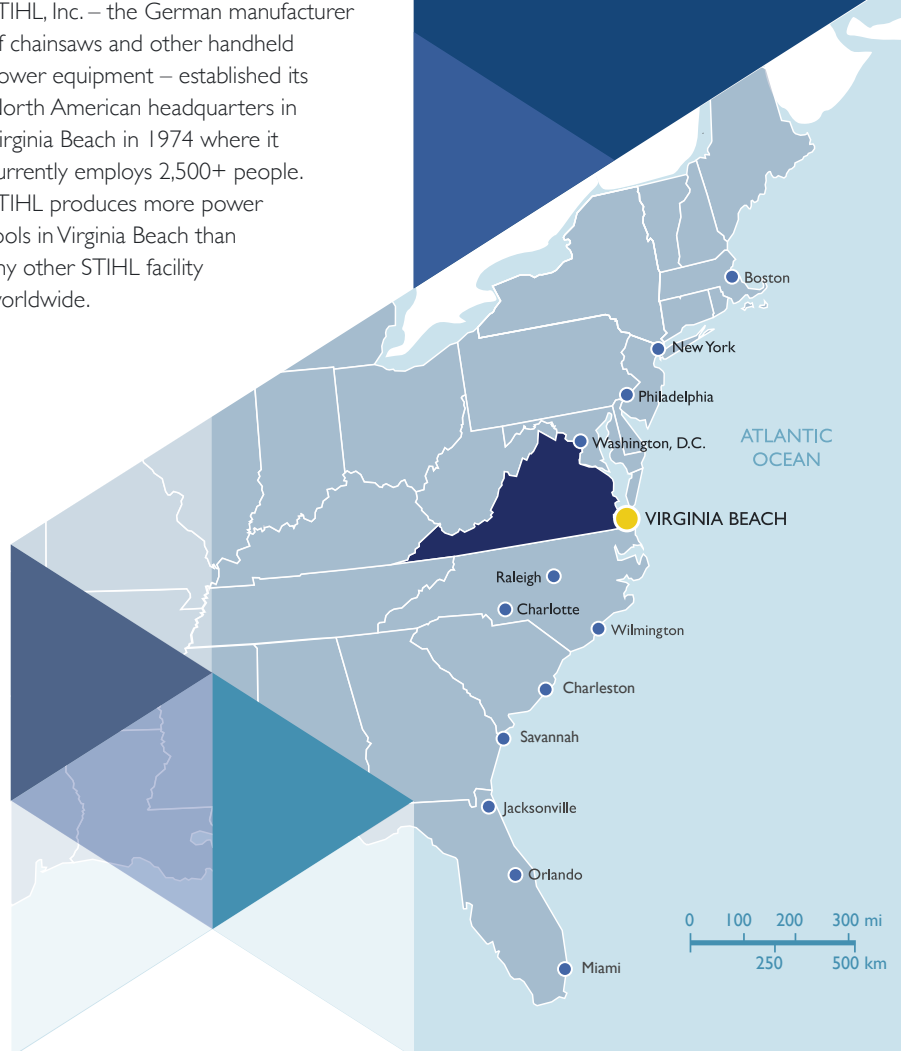 TIHL, Inc. – the German manufacturer
f chainsaws and other handheld
ower equipment – established its
orth American headquarters in
irginia Beach in 1974 where it
urrently employs 2,500+ people.
TIHL produces more power
ools in Virginia Beach than
ny other STIHL facility
orldwide.
Boston
New York
Philadelphia
Washington, D.C.
ATLANTIC
OCEAN
VIRGINIA BEACH
Raleigh
Charlotte
Wilmington
Charleston
Savannah
Jacksonville
Orlando
0 100 200 300 mi
250 500 km
Miami